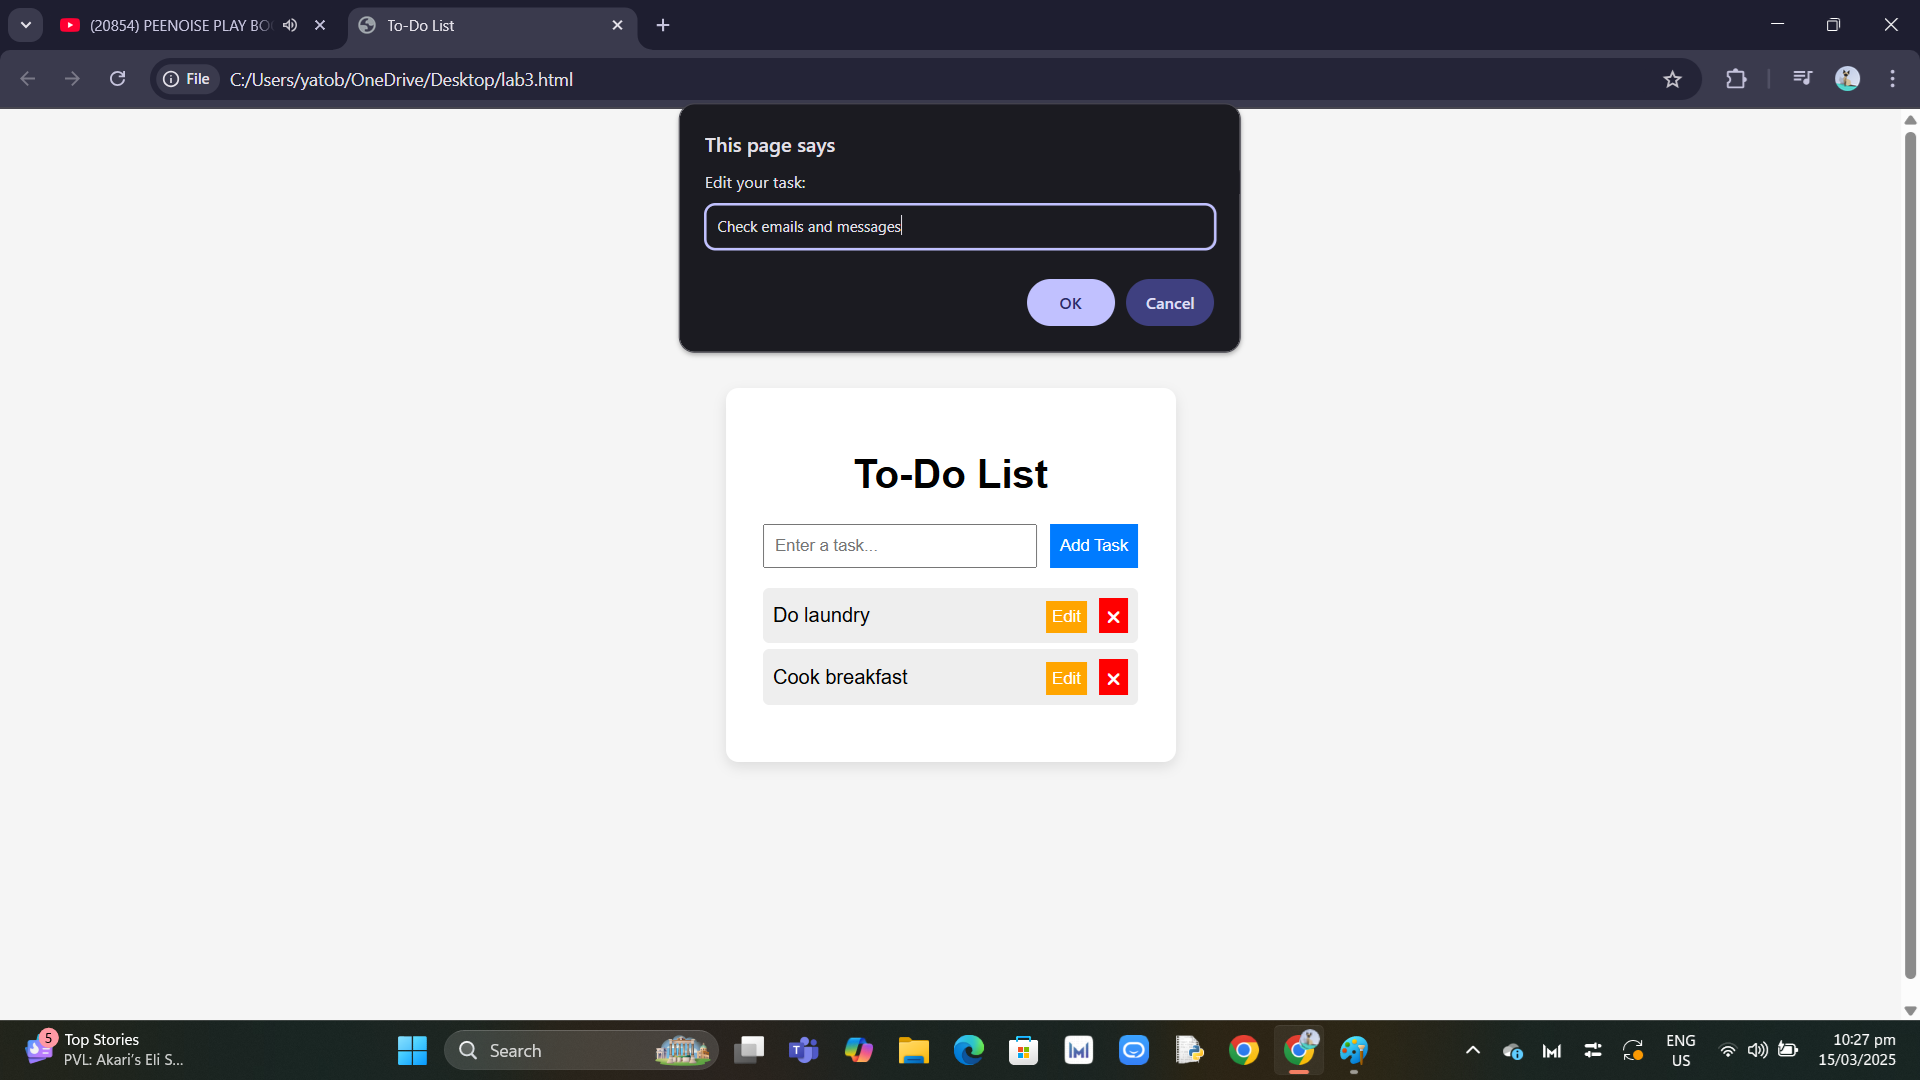 (20854) PEENOISE PLAY BO
To-Do List
File
C:/Users/yatob/OneDrive/Desktop/lab3.html
This page says
Edit your task:
Check emails and messages
OK
Cancel
To-Do List
Enter a task...
Add Task
Do laundry
Edit
Cook breakfast
Edit
5
Top Stories
PVL: Akari's Eli S...
Search
ENG
US
10:27 pm
15/03/2025